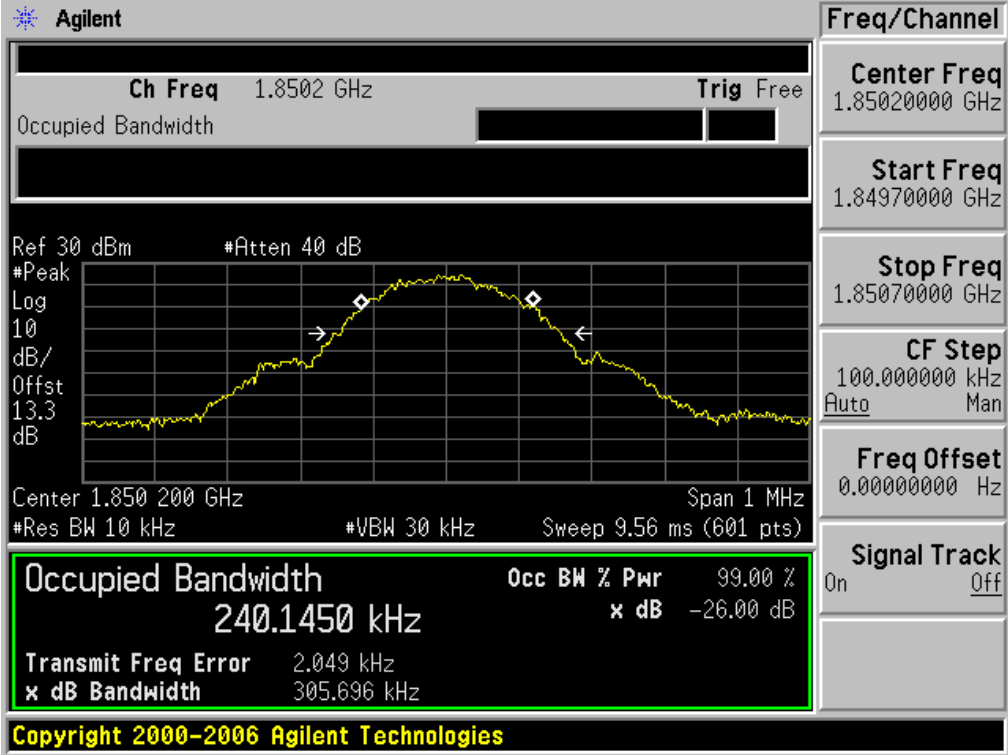 Agilent
Freq/Channel
Ch Freq 1.8502 GHz Trig Free
Occupied Bandwidth
Center Freq
1.85020000 GHz
Start Freq
1.84970000 GHz
Stop Freq
1.85070000 GHz
CF Step
100.000000 kHz
Auto Man
Freq Offset
0.00000000 Hz
Signal Track
On Off
Ref 30 dBm #Atten 40 dB
#Peak
Log
10
dB/
Offst
13.3
dB
Center 1.850 200 GHz Span 1 MHz
#Res BW 10 kHz #VBW 30 kHz Sweep 9.56 ms (601 pts)
Occupied Bandwidth
240.1450 kHz
Occ BW % Pwr 99.00 %
x dB -26.00 dB
Transmit Freq Error 2.049 kHz
x dB Bandwidth 305.696 kHz
Copyright 2000-2006 Agilent Technologies